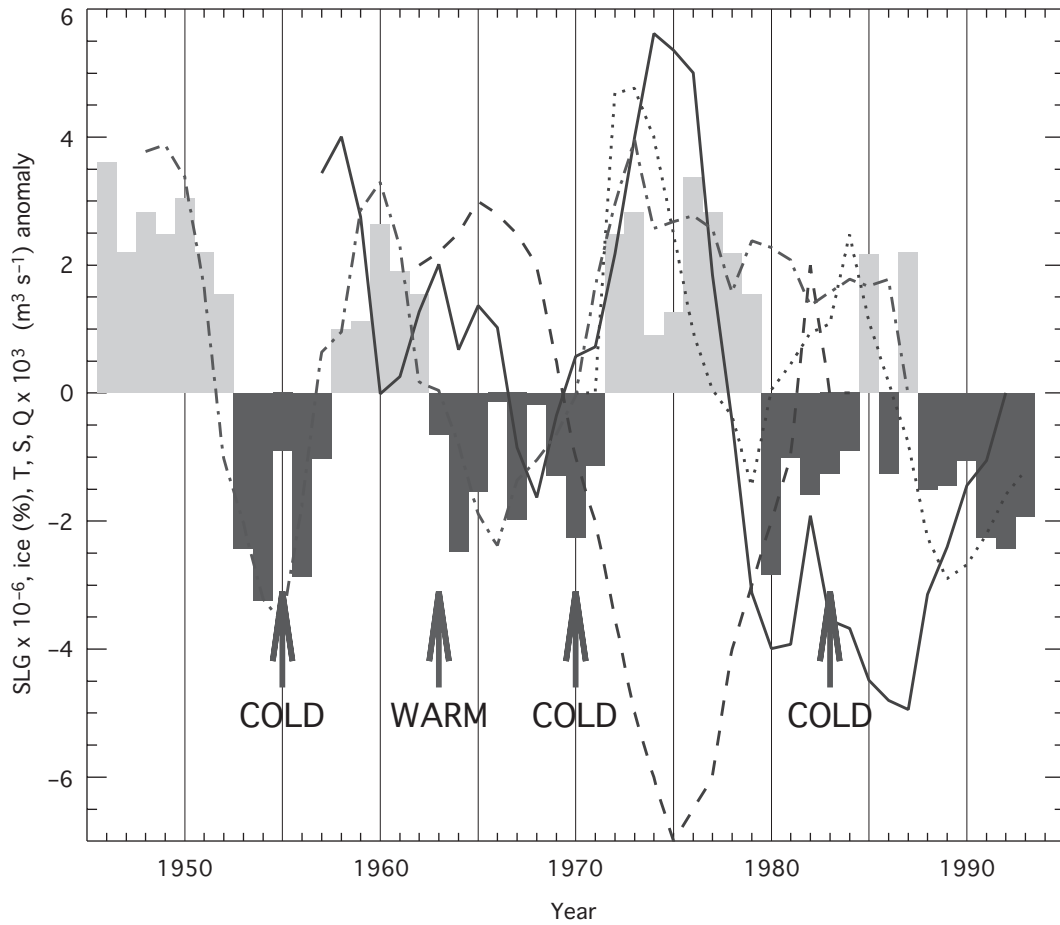 SLG x 10⁻⁶, ice (%), T, S, Q x 10³ (m³ s⁻¹) anomaly
6
4
2
0
–2
–4
–6
COLD WARM COLD COLD
1950 1960 1970 1980 1990
Year